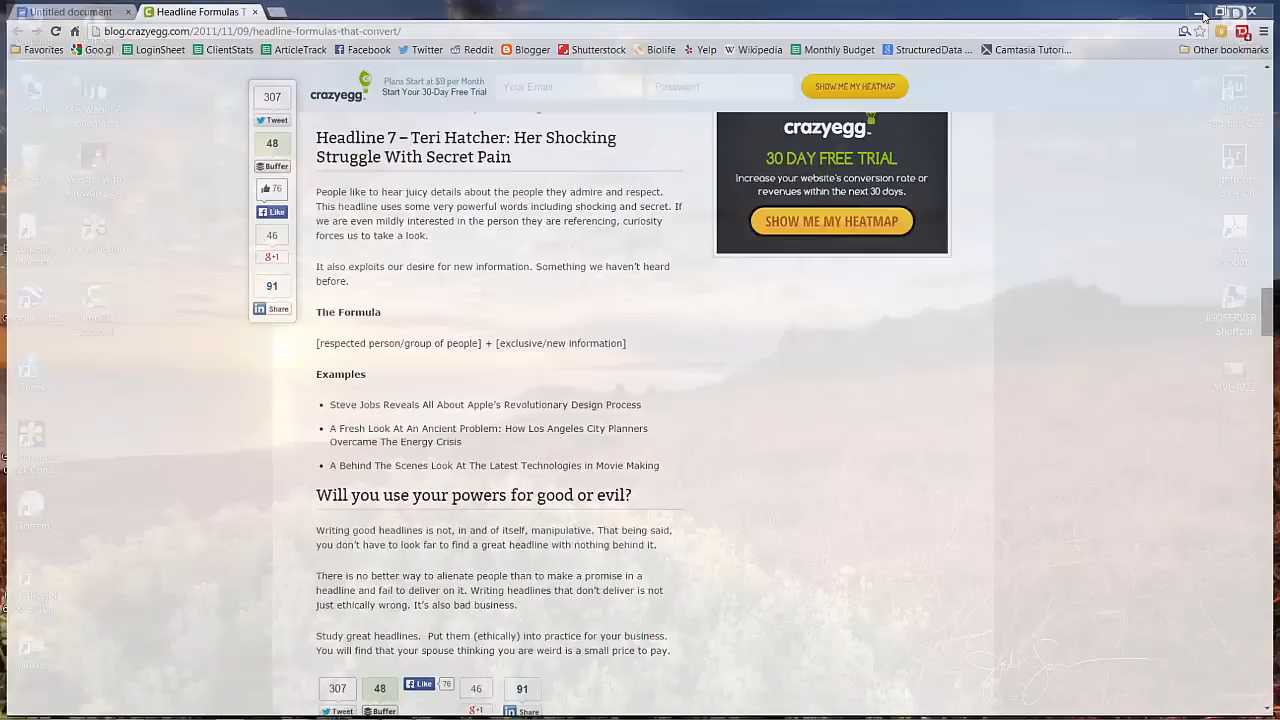 Untitled document
Headline Formulas T
blog.crazyegg.com/2011/11/09/headline-formulas-that-convert/
Favorites Googl LoginSheet ClientStats ArticleTrack Facebook Twitter Reddit Blogger Shutterstock Biolife Yelp Wikipedia Monthly Budget StructuredData ... Camtasia Tutori... Other bookmarks
307
Tweet
48
Buffer
76
Like
46
g+1
91
Share
crazyegg
Plans Start at $9 per Month
Start Your 30-Day Free Trial
Your Email
Password
SHOW ME MY HEATMAP
Headline 7 – Teri Hatcher: Her Shocking
Struggle With Secret Pain
People like to hear juicy details about the people they admire and respect.
This headline uses some very powerful words including shocking and secret. If
we are even mildly interested in the person they are referencing, curiosity
forces us to take a look.
It also exploits our desire for new information. Something we haven't heard
before.
The Formula
[respected person/group of people] + [exclusive/new information]
Examples
• Steve Jobs Reveals All About Apple's Revolutionary Design Process
• A Fresh Look At An Ancient Problem: How Los Angeles City Planners
Overcame The Energy Crisis
• A Behind The Scenes Look At The Latest Technologies in Movie Making
Will you use your powers for good or evil?
Writing good headlines is not, in and of itself, manipulative. That being said,
you don't have to look far to find a great headline with nothing behind it.
There is no better way to alienate people than to make a promise in a
headline and fail to deliver on it. Writing headlines that don't deliver is not
just ethically wrong. It's also bad business.
Study great headlines. Put them (ethically) into practice for your business.
You will find that your spouse thinking you are weird is a small price to pay.
307 48 Like 76 46 91
Tweet Buffer g+1 Share
crazyegg
30 DAY FREE TRIAL
Increase your website's conversion rate or
revenues within the next 30 days.
SHOW ME MY HEATMAP
iTunes
IGOSERVER -
Shortcut